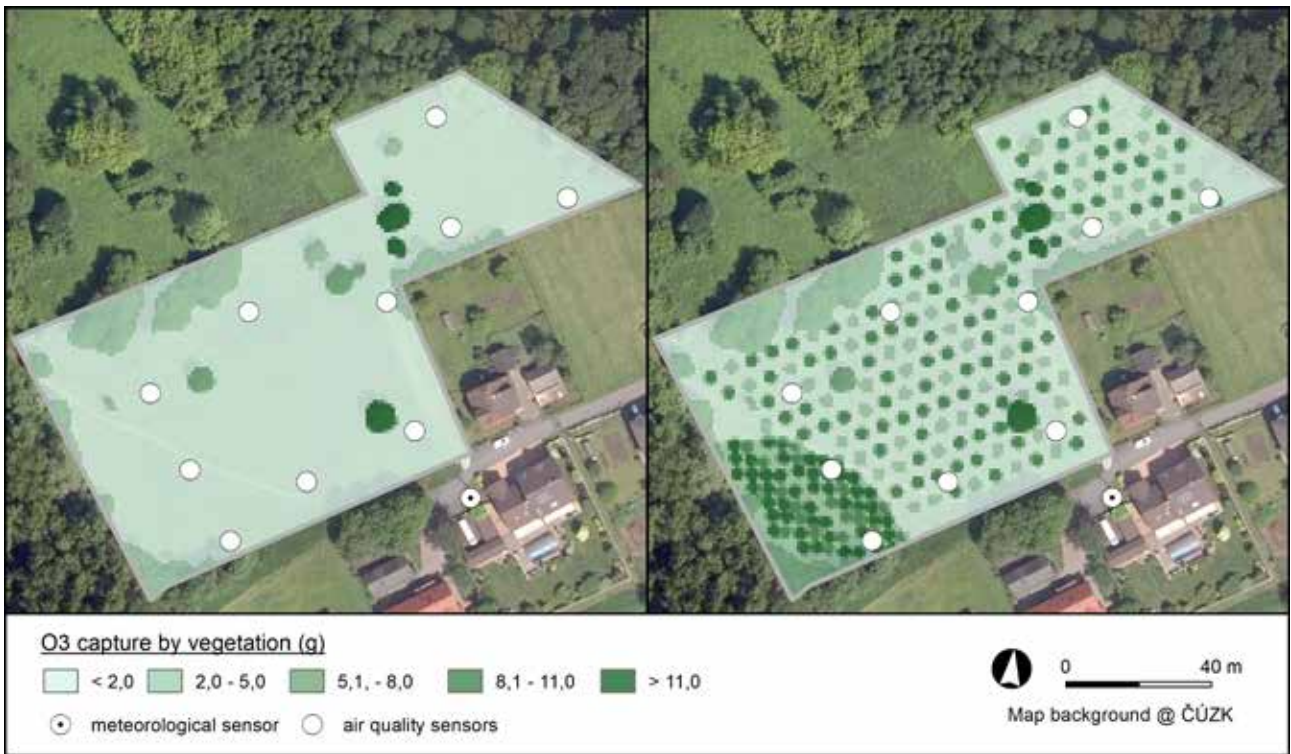 O3 capture by vegetation (g)
< 2,0 2,0 - 5,0 5,1, - 8,0 8,1 - 11,0 > 11,0
meteorological sensor air quality sensors
0 40 m
Map background @ ČÚZK